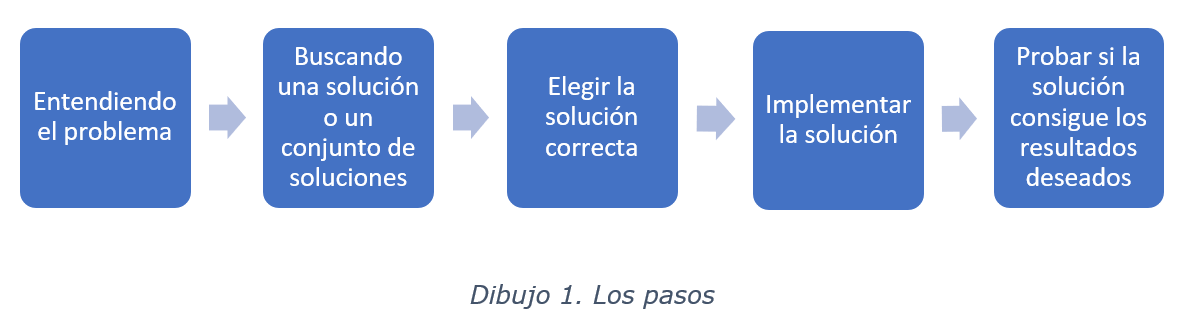 Entendiendo
el problema
Buscando
una solución
o un
conjunto de
soluciones
Elegir la
solución
correcta
Implementar
la solución
Probar si la
solución
consigue los
resultados
deseados
Dibujo 1. Los pasos